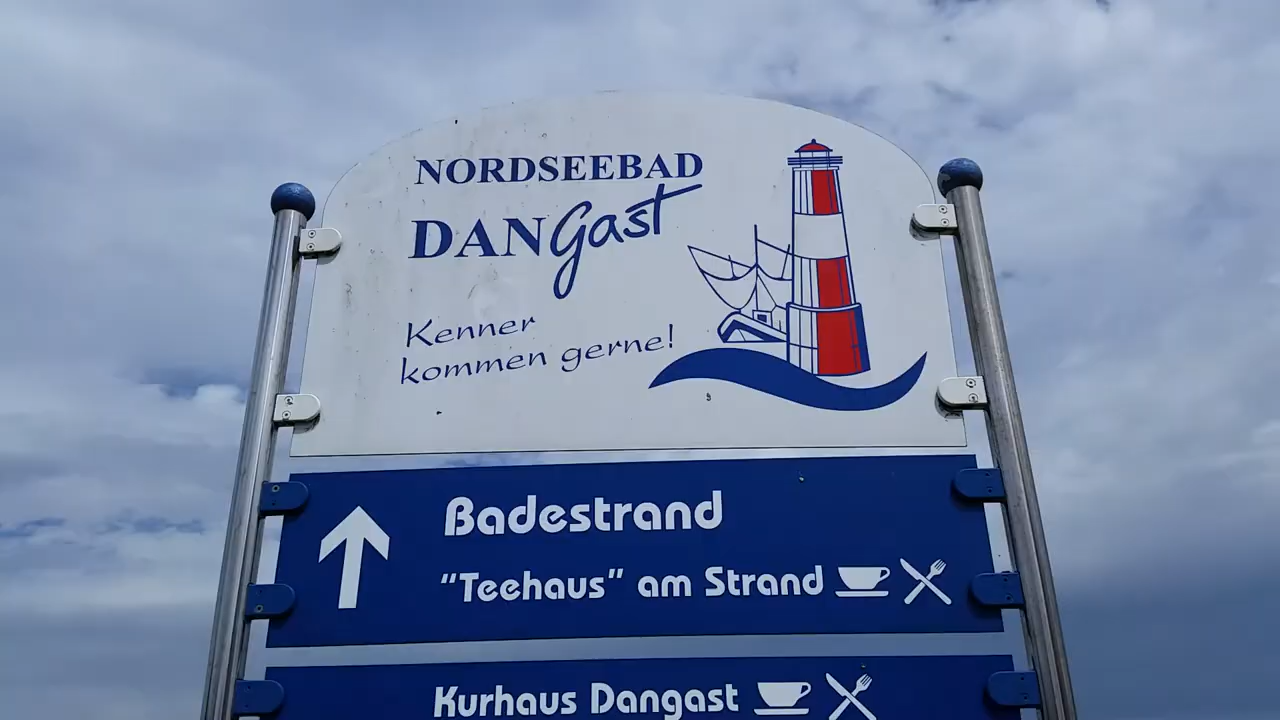 NORDSEEBAD
DANGast
Kenner
kommen gerne!
Badestrand
"Teehaus" am Strand
Kurhaus Dangast